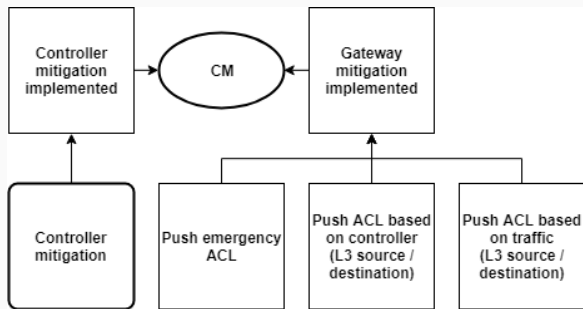 Controller
mitigation
implemented
CM
Gateway
mitigation
implemented
Controller
mitigation
Push emergency
ACL
Push ACL based
on controller
(L3 source /
destination)
Push ACL based
on traffic
(L3 source /
destination)